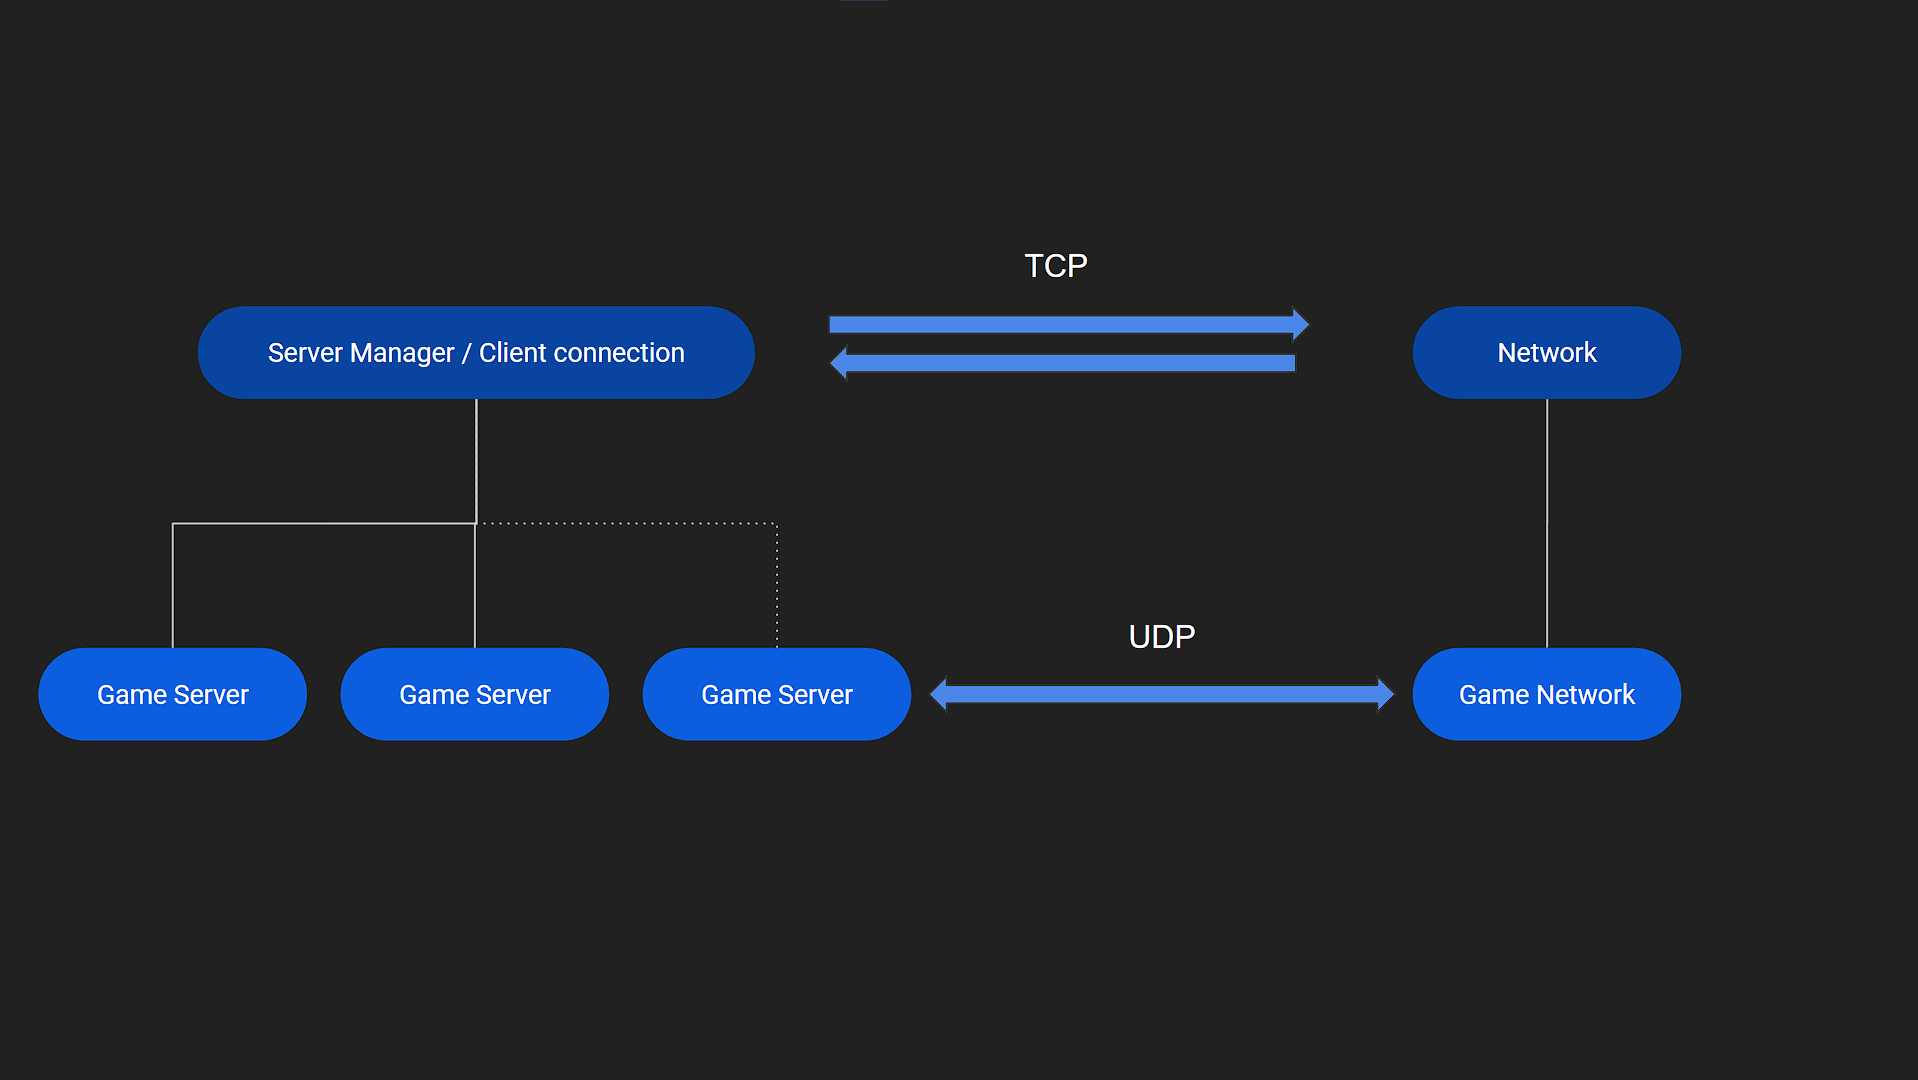 TCP
Server Manager / Client connection
Network
UDP
Game Server
Game Server
Game Server
Game Network